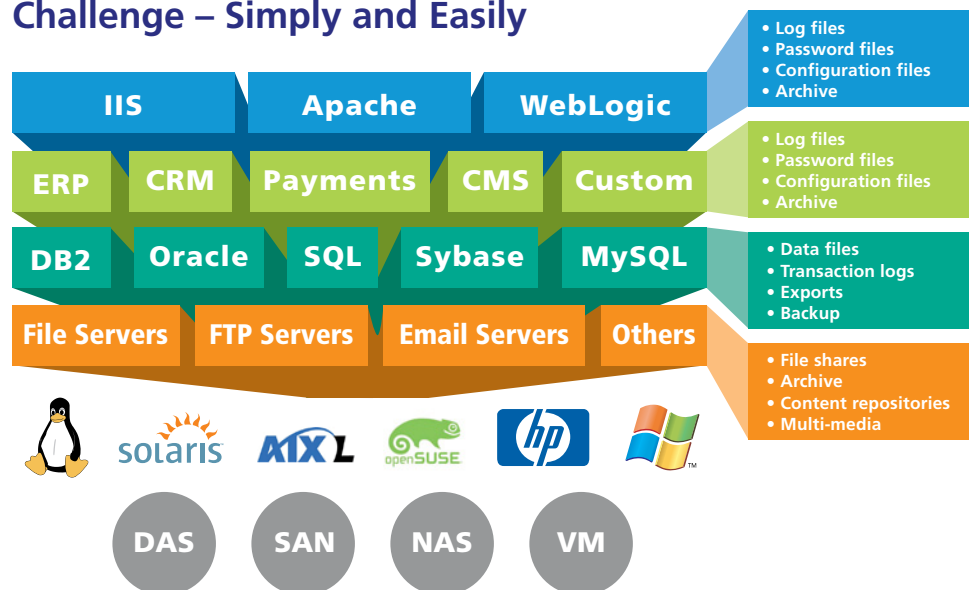 Challenge – Simply and Easily
IIS Apache WebLogic
• Log files
• Password files
• Configuration files
• Archive
ERP CRM Payments CMS Custom
• Log files
• Password files
• Configuration files
• Archive
DB2 Oracle SQL Sybase MySQL
• Data files
• Transaction logs
• Exports
• Backup
File Servers FTP Servers Email Servers Others
• File shares
• Archive
• Content repositories
• Multi-media
solaris AIX L openSUSE hp TM
DAS SAN NAS VM